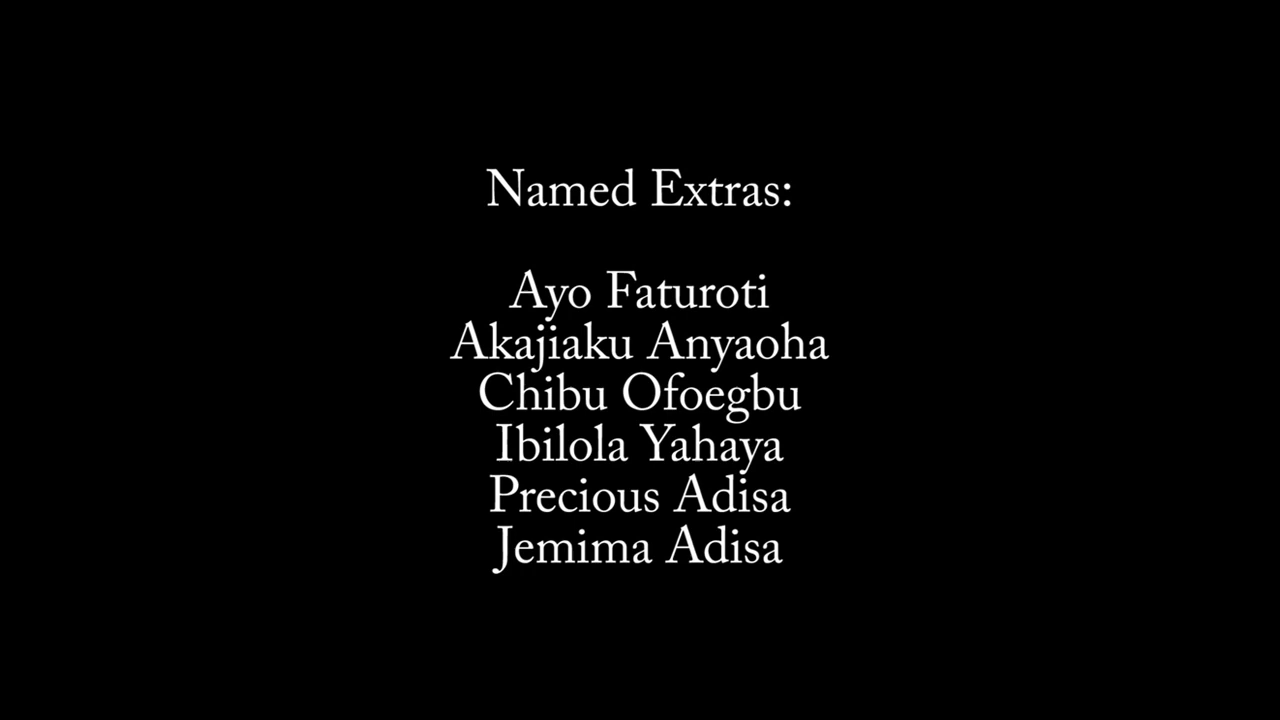 Named Extras:
Ayo Faturoti
Akajiaku Anyaoha
Chibu Ofoegbu
Ibilola Yahaya
Precious Adisa
Jemima Adisa